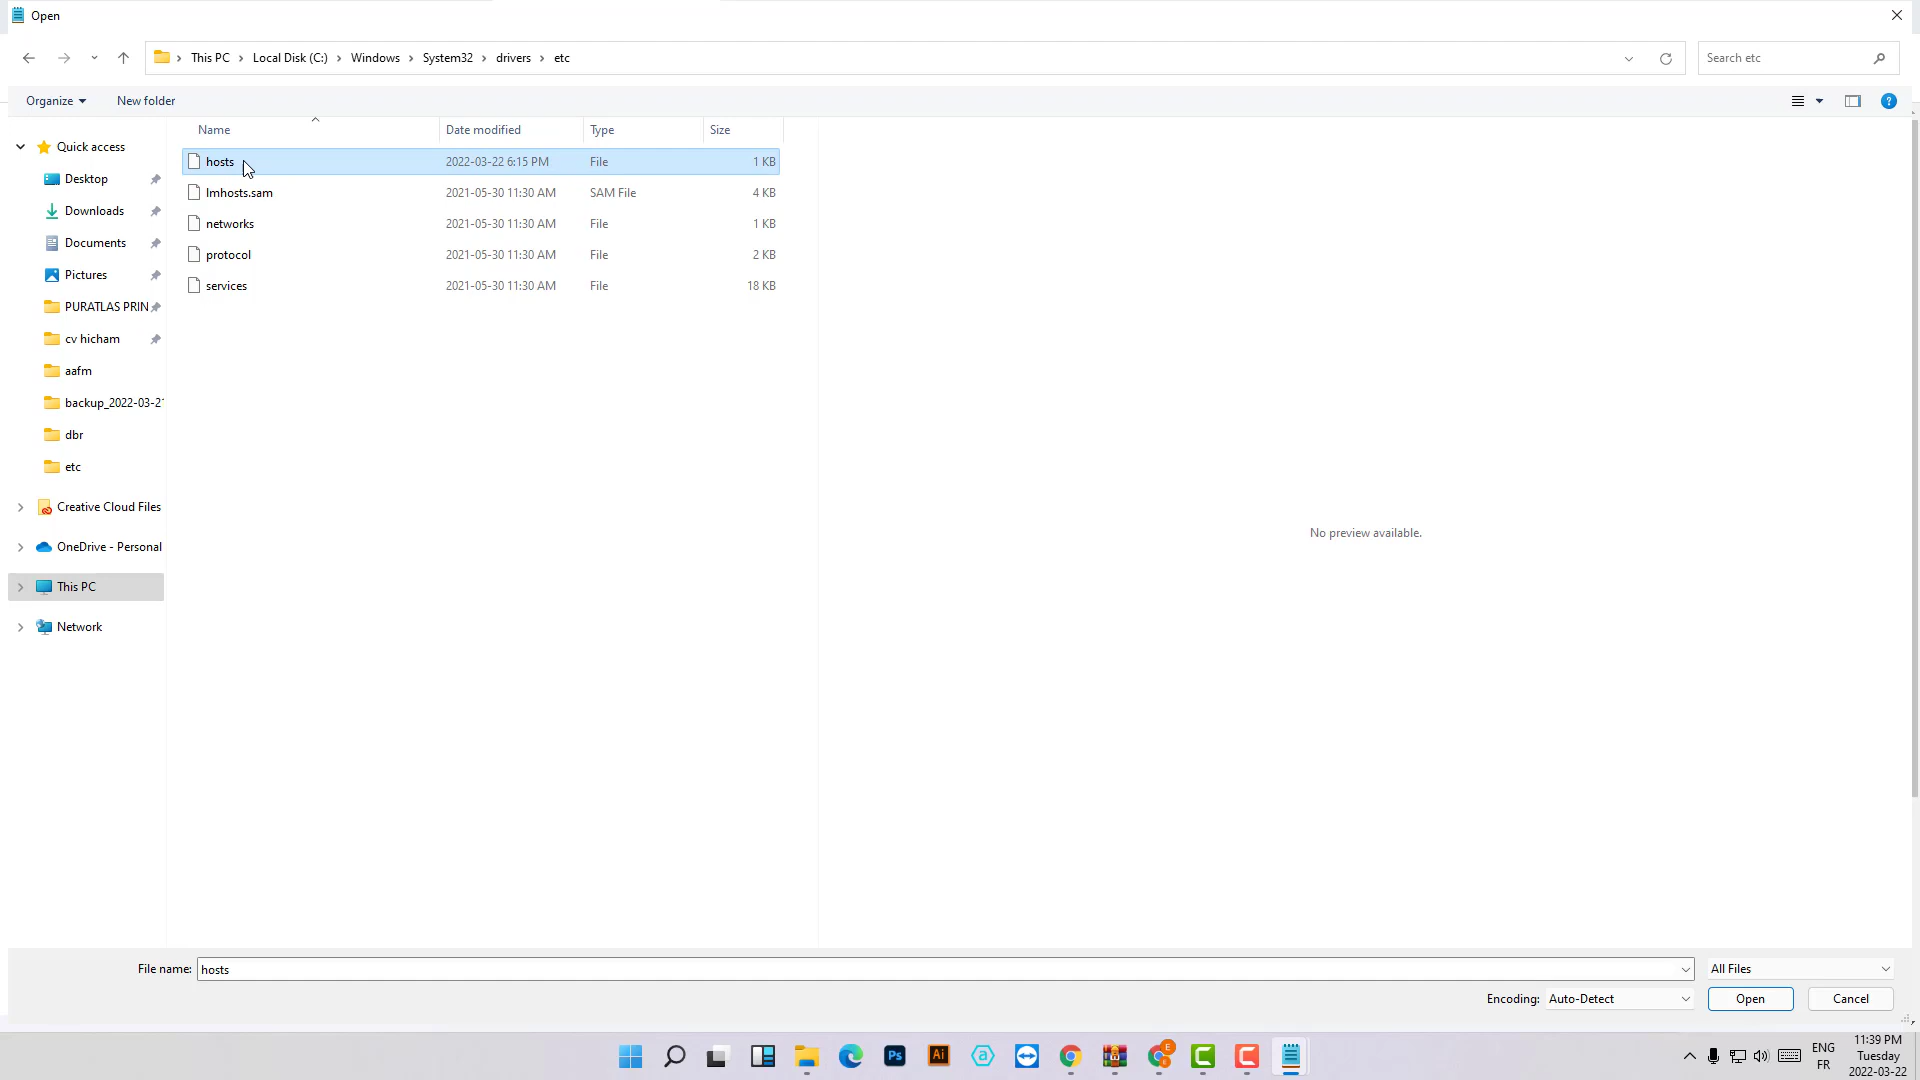 Open
This PC > Local Disk (C:) > Windows > System32 > drivers > etc
Search etc
Organize
New folder
Name
Date modified
Type
Size
Quick access
Desktop
Downloads
Documents
Pictures
PURATLAS PRIN
cv hicham
aafm
backup_2022-03-21
dbr
etc
Creative Cloud Files
OneDrive - Personal
This PC
Network
hosts 2022-03-22 6:15 PM File 1 KB
lmhosts.sam 2021-05-30 11:30 AM SAM File 4 KB
networks 2021-05-30 11:30 AM File 1 KB
protocol 2021-05-30 11:30 AM File 2 KB
services 2021-05-30 11:30 AM File 18 KB
No preview available.
File name: hosts
All Files
Encoding: Auto-Detect
Open
Cancel
Ps
Ai
E
ENG
FR
11:39 PM
Tuesday
2022-03-22